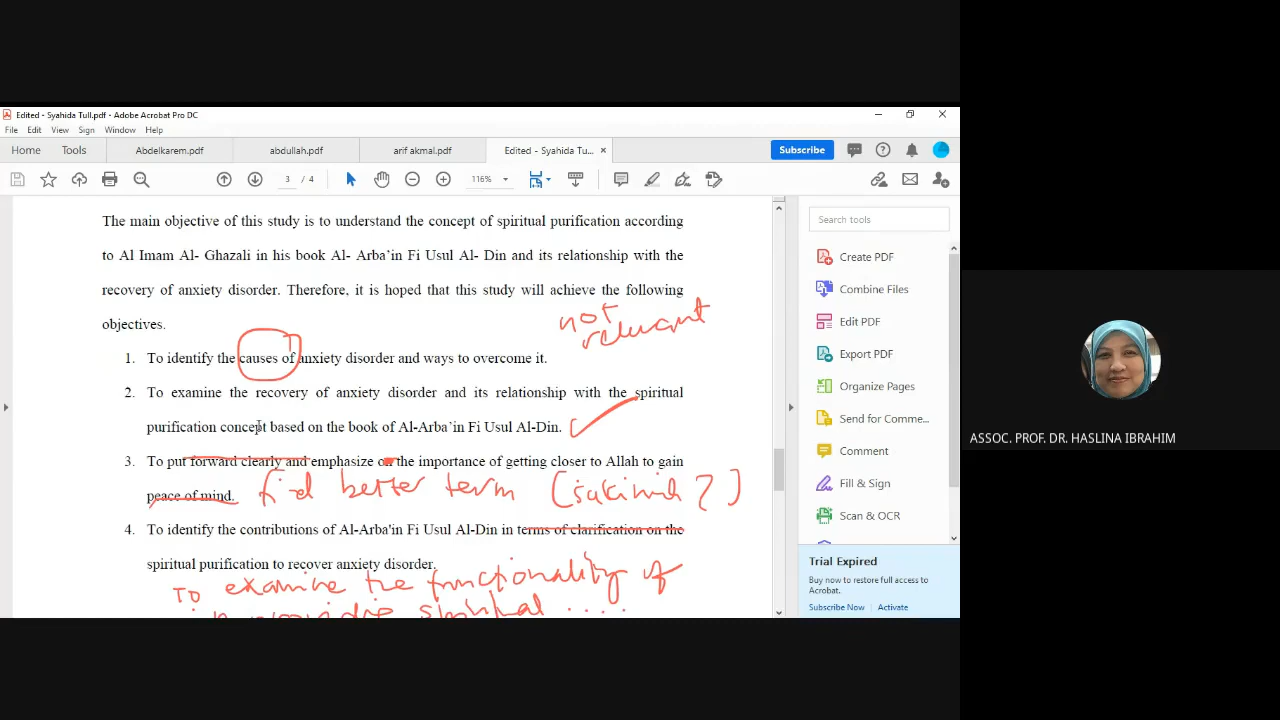 Edited - Syahida Tull.pdf - Adobe Acrobat Pro DC
File Edit View Sign Window Help
Home Tools Abdelkarem.pdf abdullah.pdf arif akmal.pdf Edited - Syahida Tu... × Subscribe
3 / 4 116%
The main objective of this study is to understand the concept of spiritual purification according
to Al Imam Al- Ghazali in his book Al- Arba’in Fi Usul Al- Din and its relationship with the
recovery of anxiety disorder. Therefore, it is hoped that this study will achieve the following
objectives.
not
relevant
1. To identify the causes of anxiety disorder and ways to overcome it.
2. To examine the recovery of anxiety disorder and its relationship with the spiritual
purification concept based on the book of Al-Arba’in Fi Usul Al-Din.
3. To put forward clearly and emphasize on the importance of getting closer to Allah to gain
peace of mind. find better term (sakinah ?)
4. To identify the contributions of Al-Arba'in Fi Usul Al-Din in terms of clarification on the
spiritual purification to recover anxiety disorder.
To examine the functionality of
spiritual ....
Search tools
Create PDF
Combine Files
Edit PDF
Export PDF
Organize Pages
Send for Comme...
Comment
Fill & Sign
Scan & OCR
Trial Expired
Buy now to restore full access to
Acrobat.
Subscribe Now Activate
ASSOC. PROF. DR. HASLINA IBRAHIM